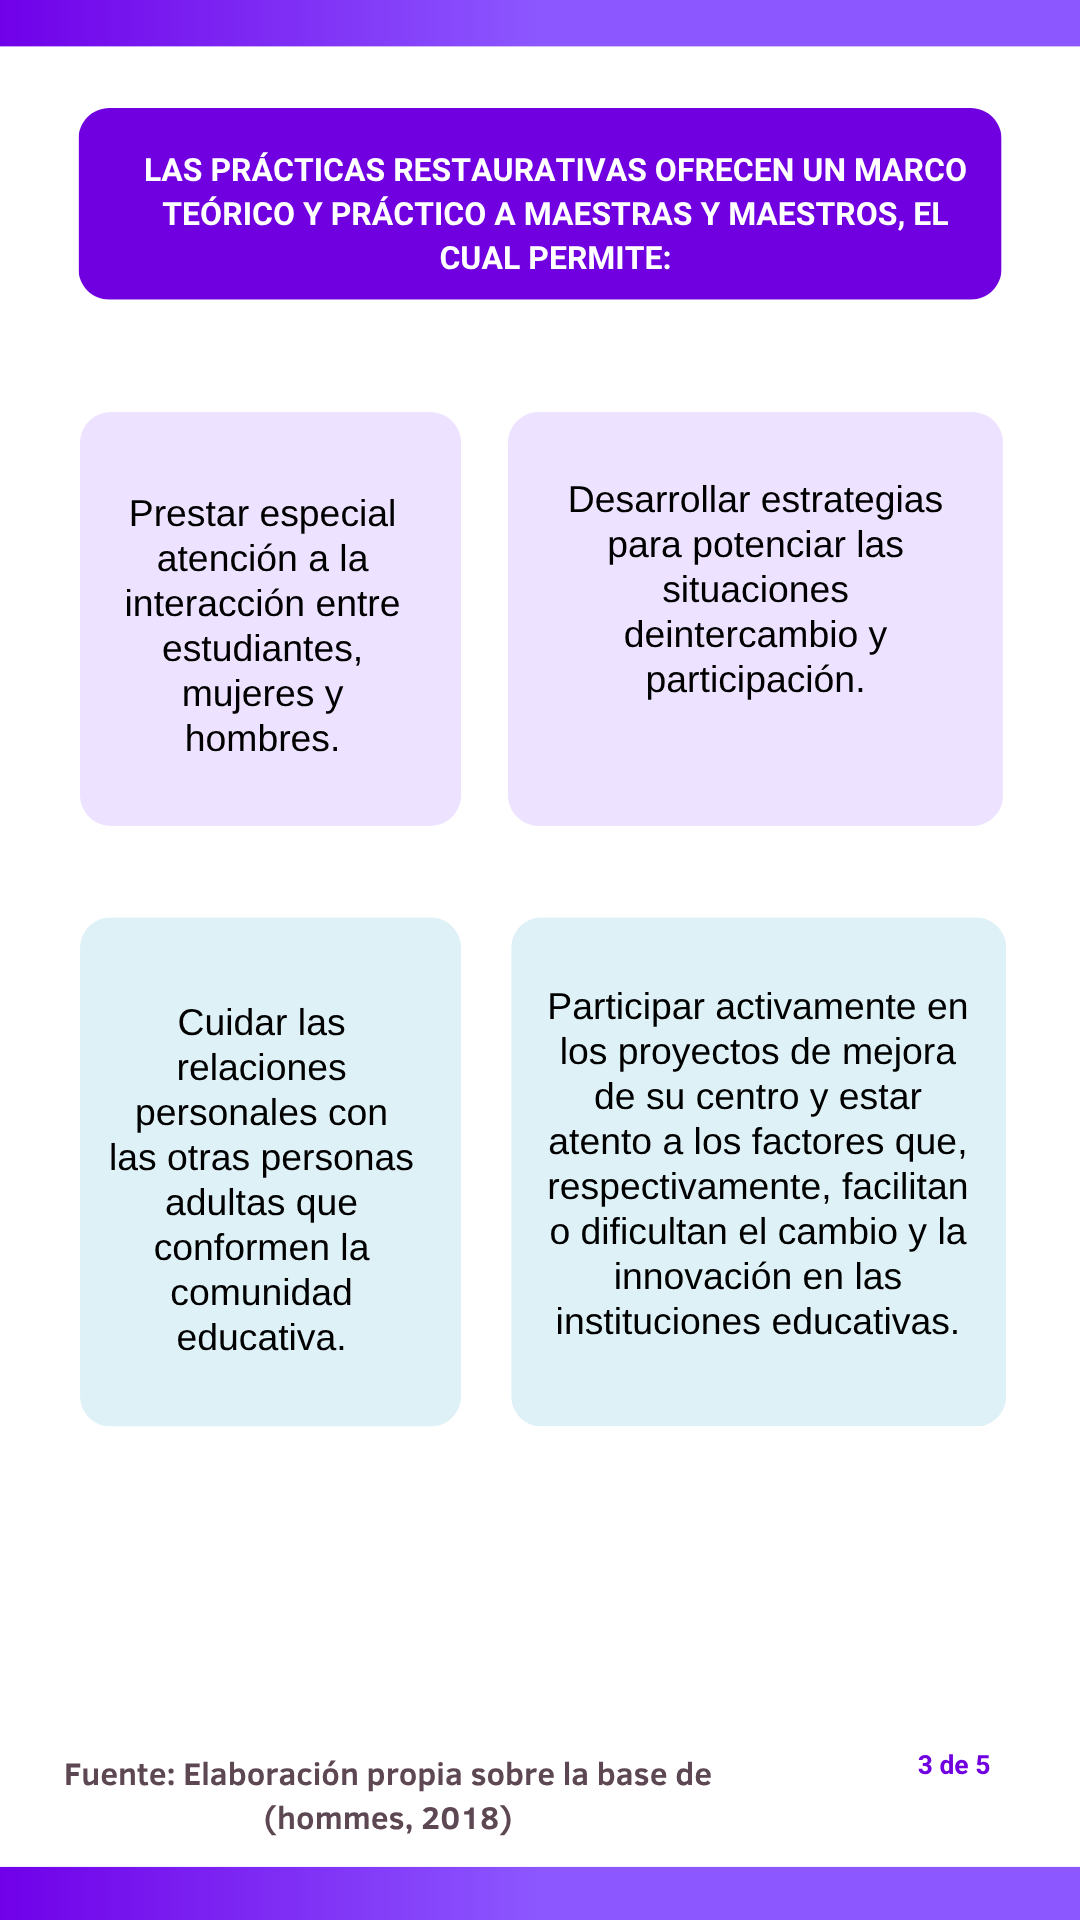 LAS PRÁCTICAS RESTAURATIVAS OFRECEN UN MARCO
TEÓRICO Y PRÁCTICO A MAESTRAS Y MAESTROS, EL
CUAL PERMITE:
Prestar especial
atención a la
interacción entre
estudiantes,
mujeres y
hombres.
Desarrollar estrategias
para potenciar las
situaciones
deintercambio y
participación.
Cuidar las
relaciones
personales con
las otras personas
adultas que
conformen la
comunidad
educativa.
Participar activamente en
los proyectos de mejora
de su centro y estar
atento a los factores que,
respectivamente, facilitan
o dificultan el cambio y la
innovación en las
instituciones educativas.
Fuente: Elaboración propia sobre la base de
(hommes, 2018)
3 de 5